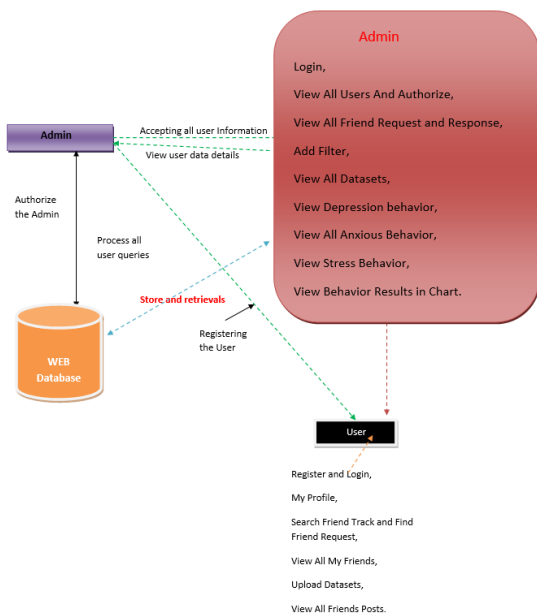 Admin
Login,
View All Users And Authorize,
View All Friend Request and Response,
Add Filter,
View All Datasets,
View Depression behavior,
View All Anxious Behavior,
View Stress Behavior,
View Behavior Results in Chart.
Admin
Accepting all user Information
View user data details
Authorize
the Admin
Process all
user queries
Store and retrievals
Registering
the User
WEB
Database
User
Register and Login,
My Profile,
Search Friend Track and Find
Friend Request,
View All My Friends,
Upload Datasets,
View All Friends Posts.